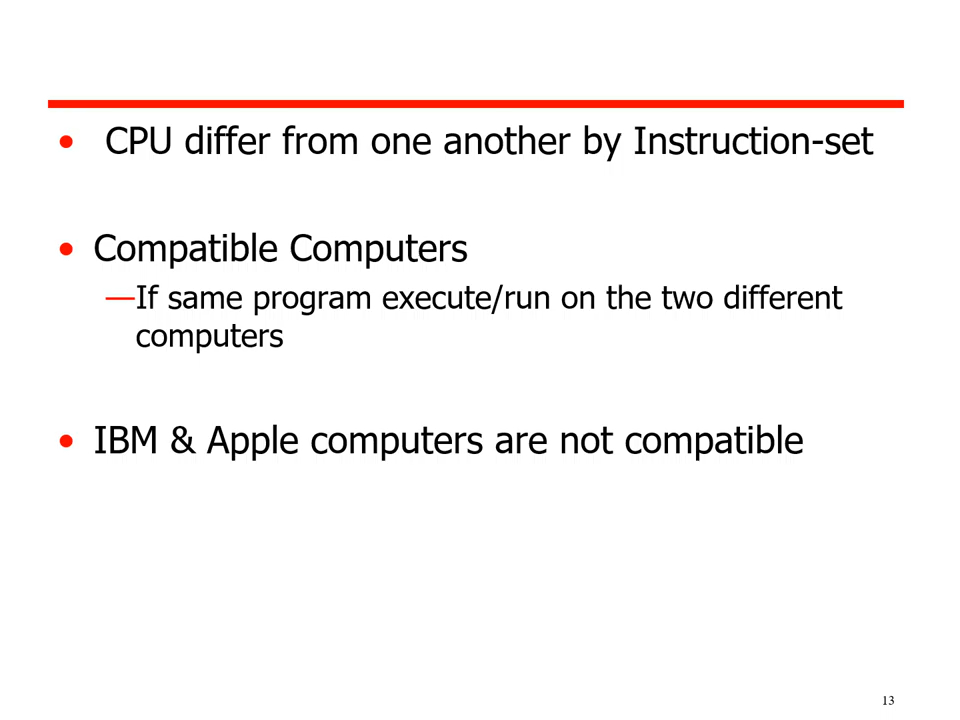 • CPU differ from one another by Instruction-set
• Compatible Computers
—If same program execute/run on the two different
computers
• IBM & Apple computers are not compatible
13